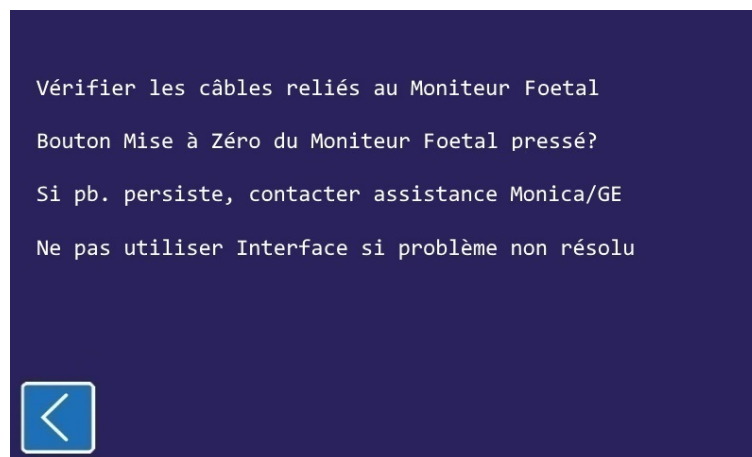 Vérifier les câbles reliés au Moniteur Foetal
Bouton Mise à Zéro du Moniteur Foetal pressé?
Si pb. persiste, contacter assistance Monica/GE
Ne pas utiliser Interface si problème non résolu